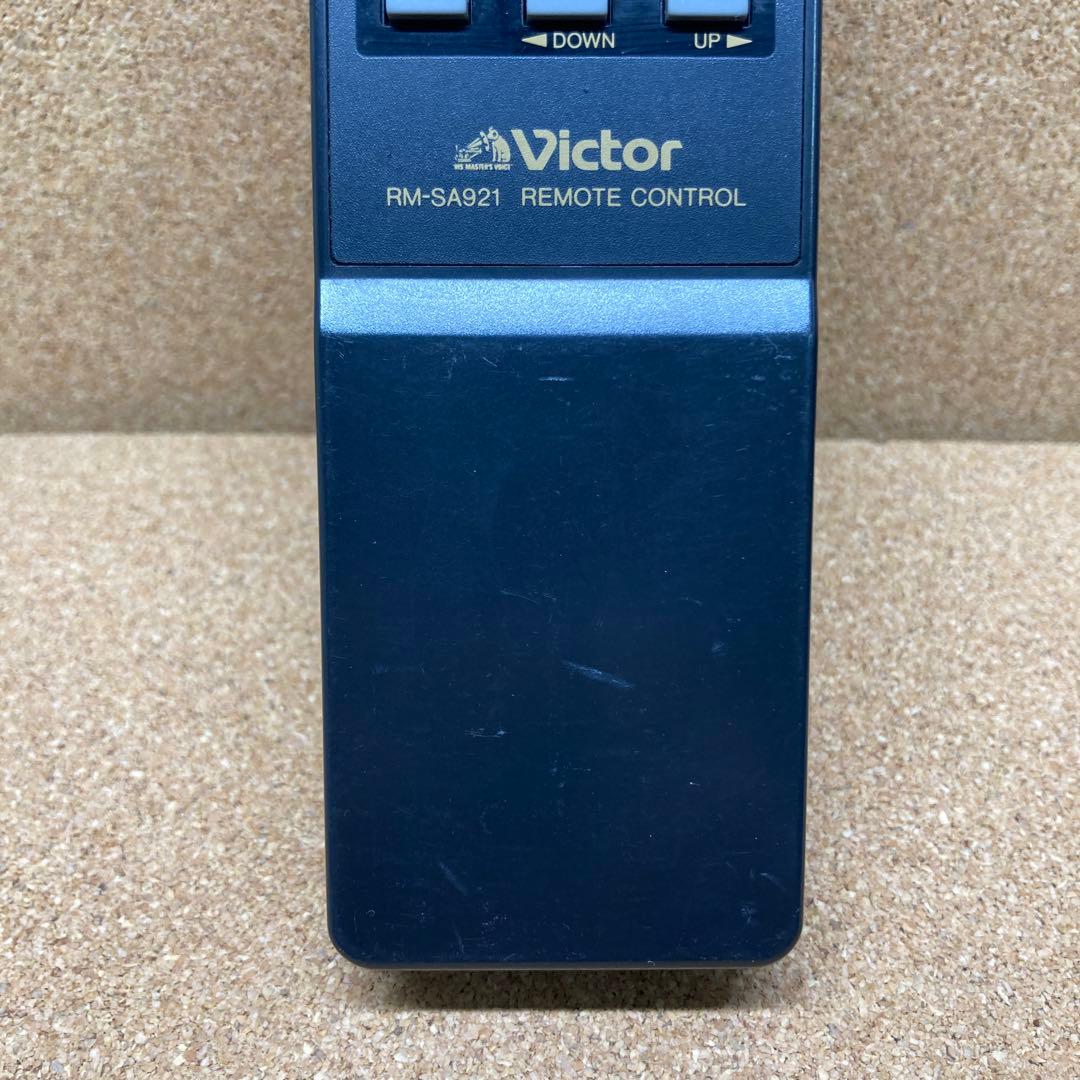 ◄ DOWN UP ►
Victor
"HIS MASTER'S VOICE"
RM-SA921 REMOTE CONTROL